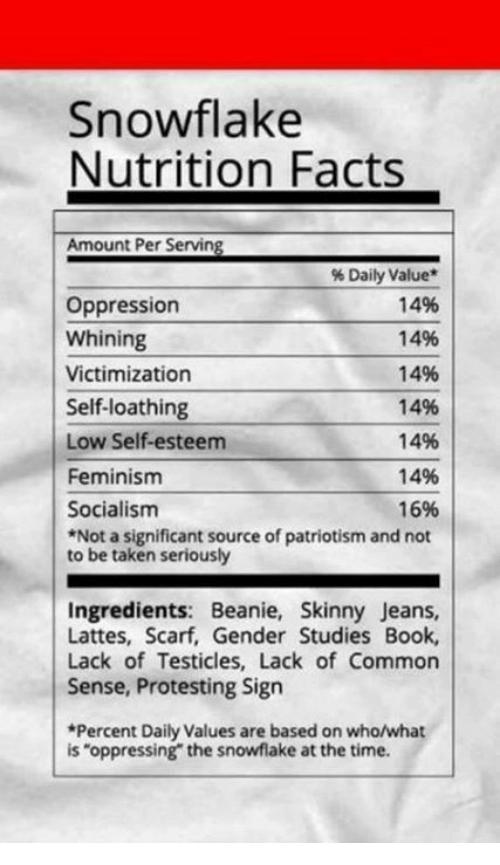 Snowflake
Nutrition Facts
Amount Per Serving
% Daily Value*
Oppression 14%
Whining 14%
Victimization 14%
Self-loathing 14%
Low Self-esteem 14%
Feminism 14%
Socialism 16%
*Not a significant source of patriotism and not
to be taken seriously
Ingredients: Beanie, Skinny Jeans,
Lattes, Scarf, Gender Studies Book,
Lack of Testicles, Lack of Common
Sense, Protesting Sign
*Percent Daily Values are based on who/what
is "oppressing" the snowflake at the time.